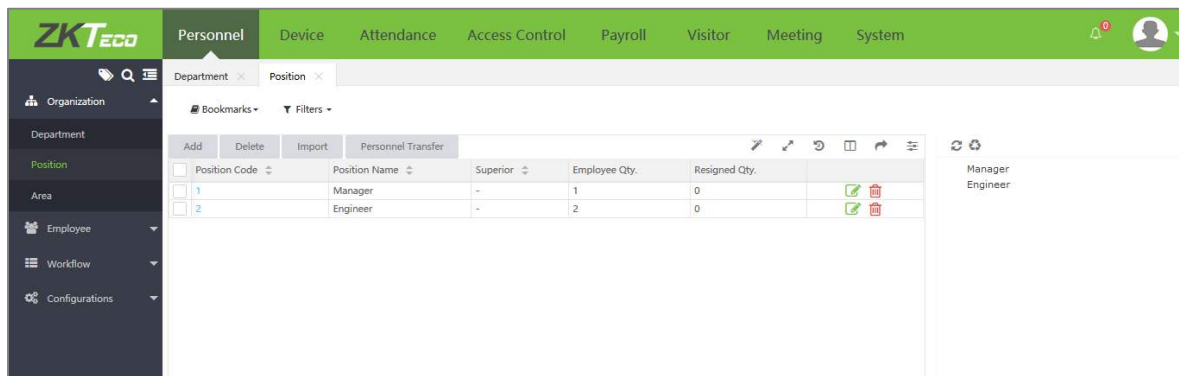 ZKTeco Personnel Device Attendance Access Control Payroll Visitor Meeting System 0
Department Position
Organization
Bookmarks Filters
Department
Add Delete Import Personnel Transfer
Position Code Position Name Superior Employee Qty. Resigned Qty.
Manager
Position
Engineer
1 Manager - 1 0
Area
2 Engineer - 2 0
Employee
Workflow
Configurations